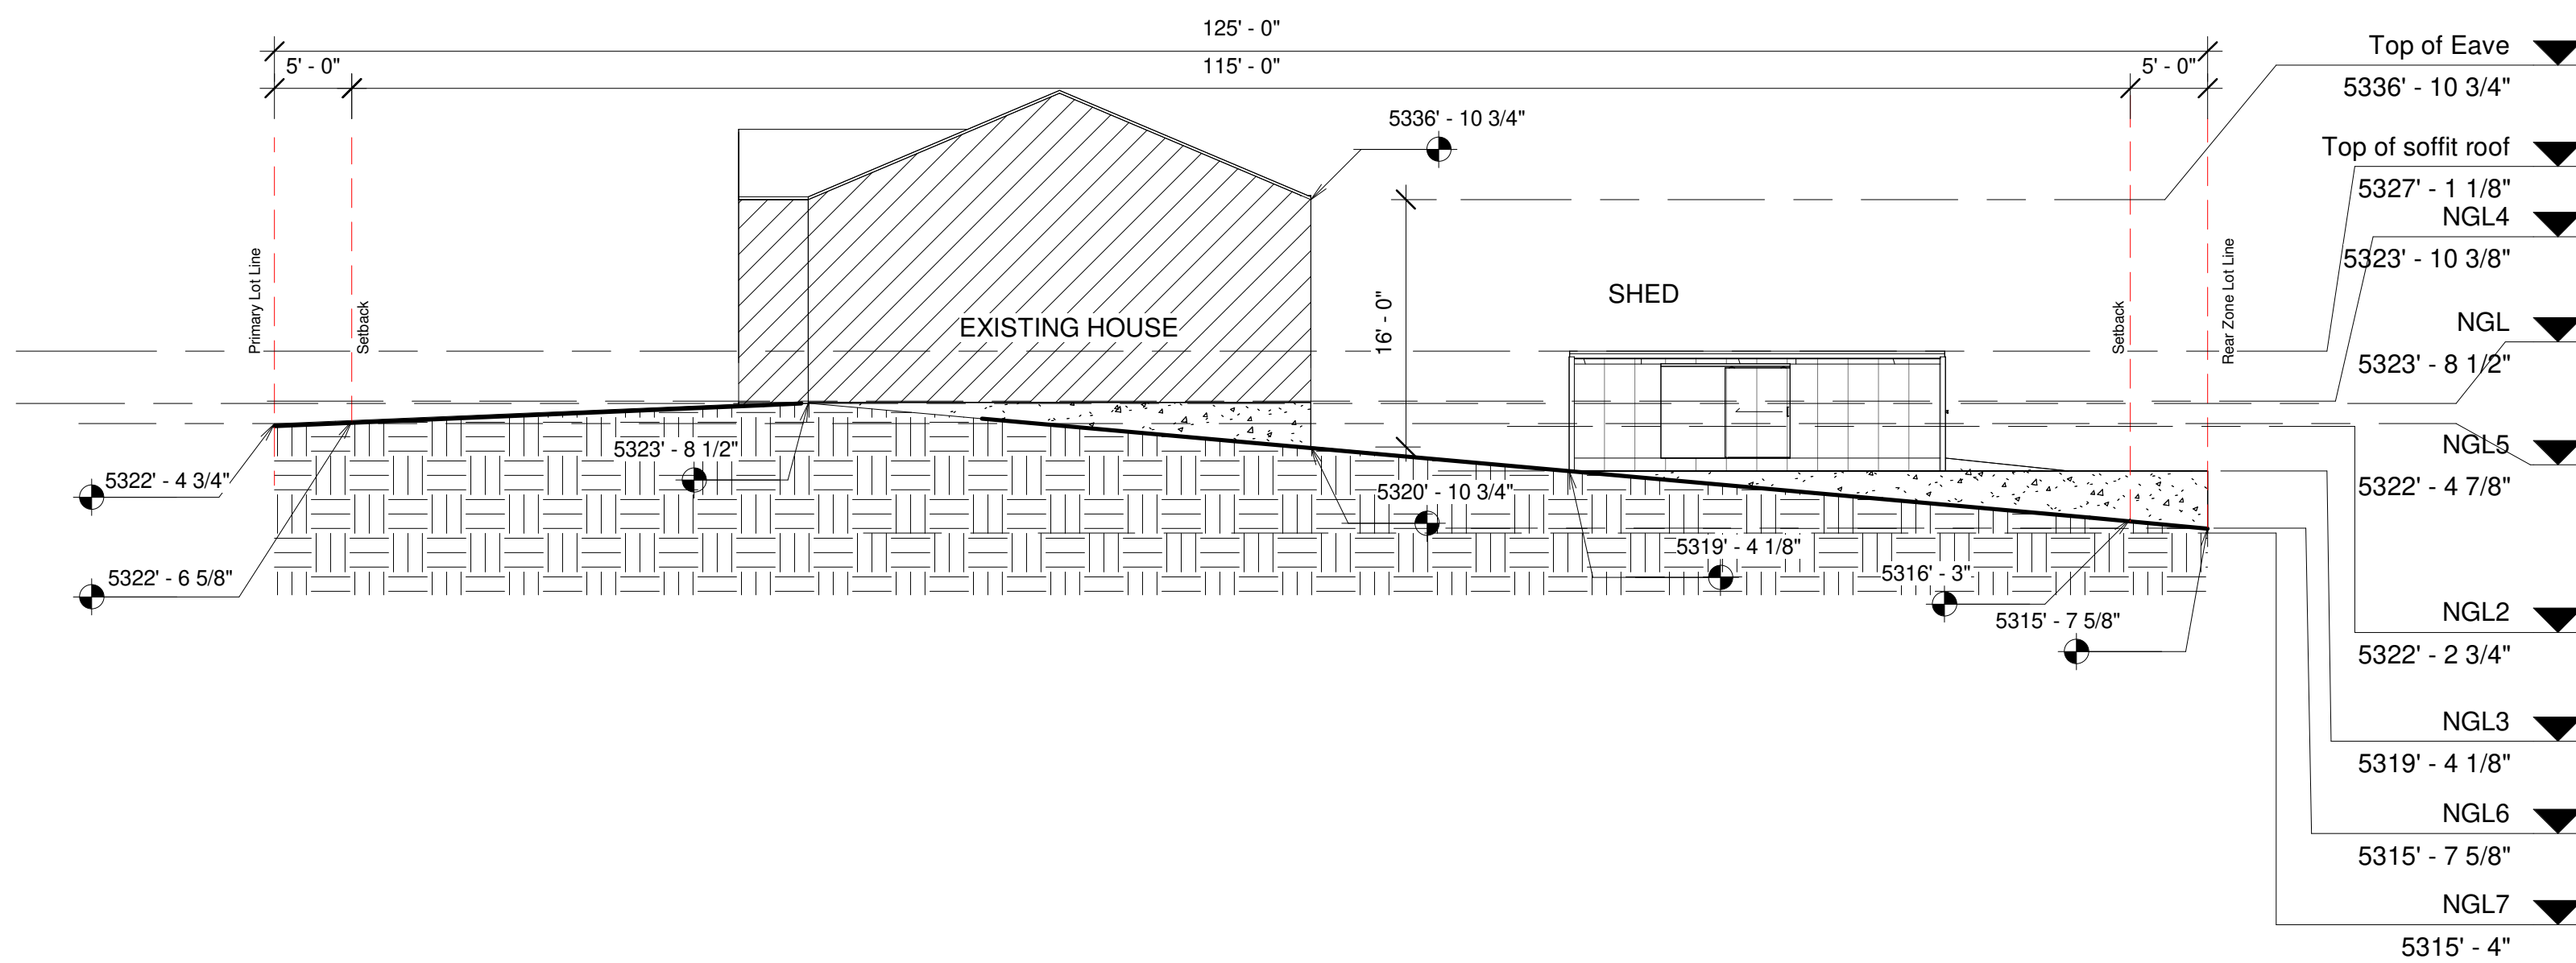 125' - 0"
5' - 0"
115' - 0"
5' - 0"
Top of Eave
5336' - 10 3/4"
5336' - 10 3/4"
Top of soffit roof
5327' - 1 1/8"
NGL4
5323' - 10 3/8"
Primary Lot Line
Setback
EXISTING HOUSE
16' - 0"
SHED
Setback
Rear Zone Lot Line
NGL
5323' - 8 1/2"
5323' - 8 1/2"
NGL5
5322' - 4 7/8"
5322' - 4 3/4"
5320' - 10 3/4"
5319' - 4 1/8"
5322' - 6 5/8"
5316' - 3"
5315' - 7 5/8"
NGL2
5322' - 2 3/4"
NGL3
5319' - 4 1/8"
NGL6
5315' - 7 5/8"
NGL7
5315' - 4"